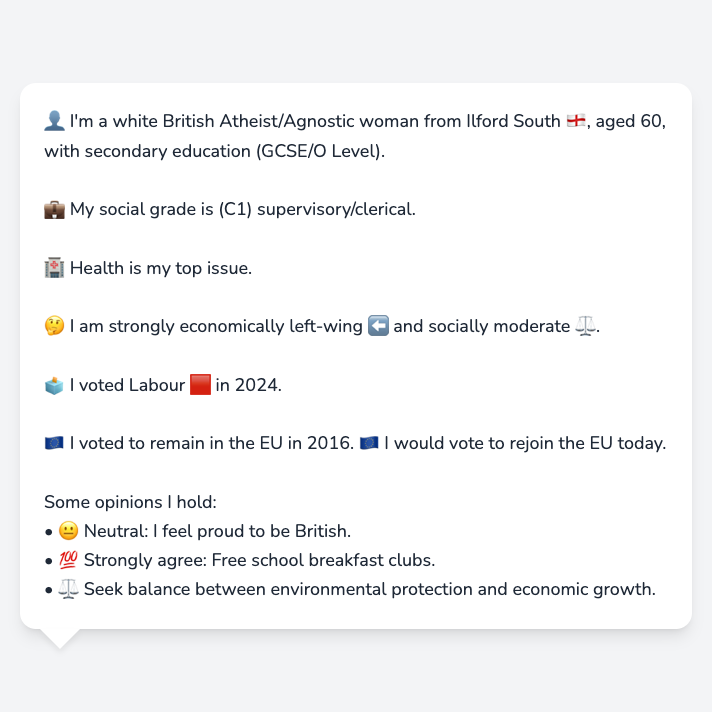 👤 I'm a white British Atheist/Agnostic woman from Ilford South 🏴󠁧󠁢󠁥󠁮󠁧󠁿, aged 60,
with secondary education (GCSE/O Level).
💼 My social grade is (C1) supervisory/clerical.
🏥 Health is my top issue.
🤔 I am strongly economically left-wing ⬅️ and socially moderate ⚖️.
🗳️ I voted Labour 🟥 in 2024.
🇪🇺 I voted to remain in the EU in 2016. 🇪🇺 I would vote to rejoin the EU today.
Some opinions I hold:
• 😐 Neutral: I feel proud to be British.
• 💯 Strongly agree: Free school breakfast clubs.
• ⚖️ Seek balance between environmental protection and economic growth.